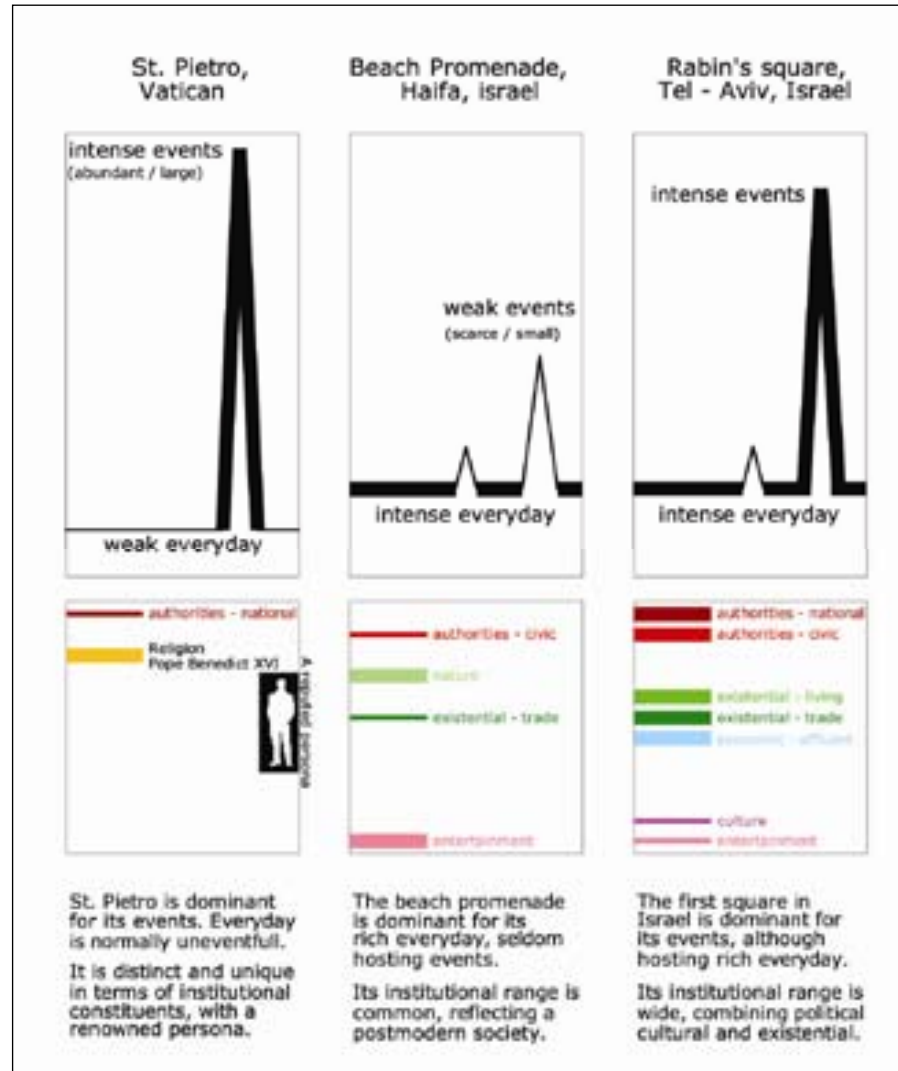 St. Pietro,
Vatican
intense events
(abundant / large)
weak everyday
authorities - national
Religion
Pope Benedict XVI
A reputed persona
St. Pietro is dominant
for its events. Everyday
is normally uneventfull.
It is distinct and unique
in terms of institutional
constituents, with a
renowned persona.
Beach Promenade,
Haifa, israel
weak events
(scarce / small)
intense everyday
authorities - civic
nature
existential - trade
entertainment
The beach promenade
is dominant for its
rich everyday, seldom
hosting events.
Its institutional range is
common, reflecting a
postmodern society.
Rabin's square,
Tel - Aviv, Israel
intense events
intense everyday
authorities - national
authorities - civic
existential - living
existential - trade
economic - affluent
culture
entertainment
The first square in
Israel is dominant for
its events, although
hosting rich everyday.
Its institutional range is
wide, combining political
cultural and existential.